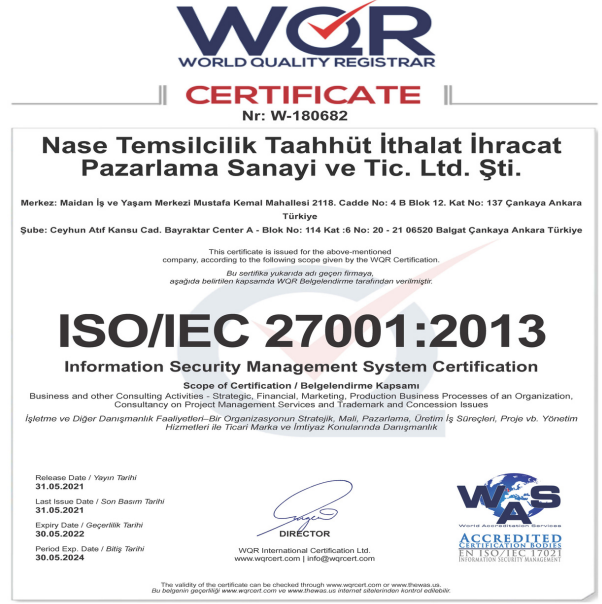 WQR
WORLD QUALITY REGISTRAR
CERTIFICATE
Nr: W-180682
Nase Temsilcilik Taahhüt İthalat İhracat
Pazarlama Sanayi ve Tic. Ltd. Şti.
Merkez: Maidan İş ve Yaşam Merkezi Mustafa Kemal Mahallesi 2118. Cadde No: 4 B Blok 12. Kat No: 137 Çankaya Ankara
Türkiye
Şube: Ceyhun Atıf Kansu Cad. Bayraktar Center A - Blok No: 114 Kat :6 No: 20 - 21 06520 Balgat Çankaya Ankara Türkiye
This certificate is issued for the above-mentioned
company, according to the following scope given by the WQR Certification.
Bu sertifika yukarıda adı geçen firmaya,
aşağıda belirtilen kapsamda WQR Belgelendirme tarafından verilmiştir.
ISO/IEC 27001:2013
Information Security Management System Certification
Scope of Certification / Belgelendirme Kapsamı
Business and other Consulting Activities - Strategic, Financial, Marketing, Production Business Processes of an Organization,
Consultancy on Project Management Services and Trademark and Concession Issues
İşletme ve Diğer Danışmanlık Faaliyetleri–Bir Organizasyonun Stratejik, Mali, Pazarlama, Üretim İş Süreçleri, Proje vb. Yönetim
Hizmetleri ile Ticari Marka ve İmtiyaz Konularında Danışmanlık
Release Date / Yayın Tarihi
31.05.2021
Last Issue Date / Son Basım Tarihi
31.05.2021
Expiry Date / Geçerlilik Tarihi
30.05.2022
Period Exp. Date / Bitiş Tarihi
30.05.2024
DIRECTOR
WQR International Certification Ltd.
www.wqrcert.com | info@wqrcert.com
WAS
World Accreditation Services
ACCREDITED
CERTIFICATION BODIES
EN ISO/IEC 17021
INFORMATION SECURITY MANAGEMENT
The validity of the certificate can be checked through www.wqrcert.com or www.thewas.us.
Bu belgenin geçerliliği www.wqrcert.com ve www.thewas.us internet sitelerinden kontrol edilebilir.